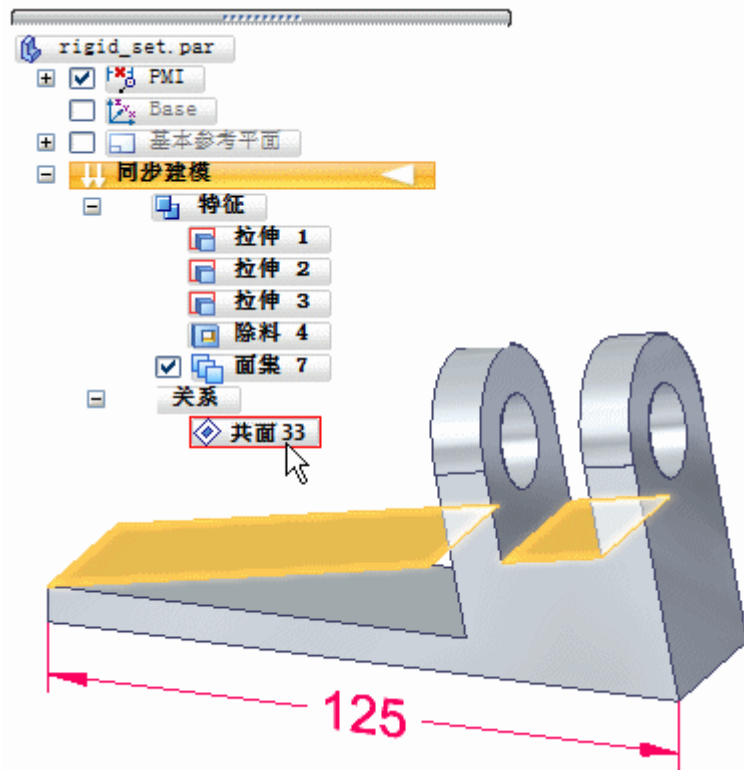 rigid_set.par
PMI
Base
基本参考平面
同步建模
特征
拉伸 1
拉伸 2
拉伸 3
除料 4
面集 7
关系
共面 33
125